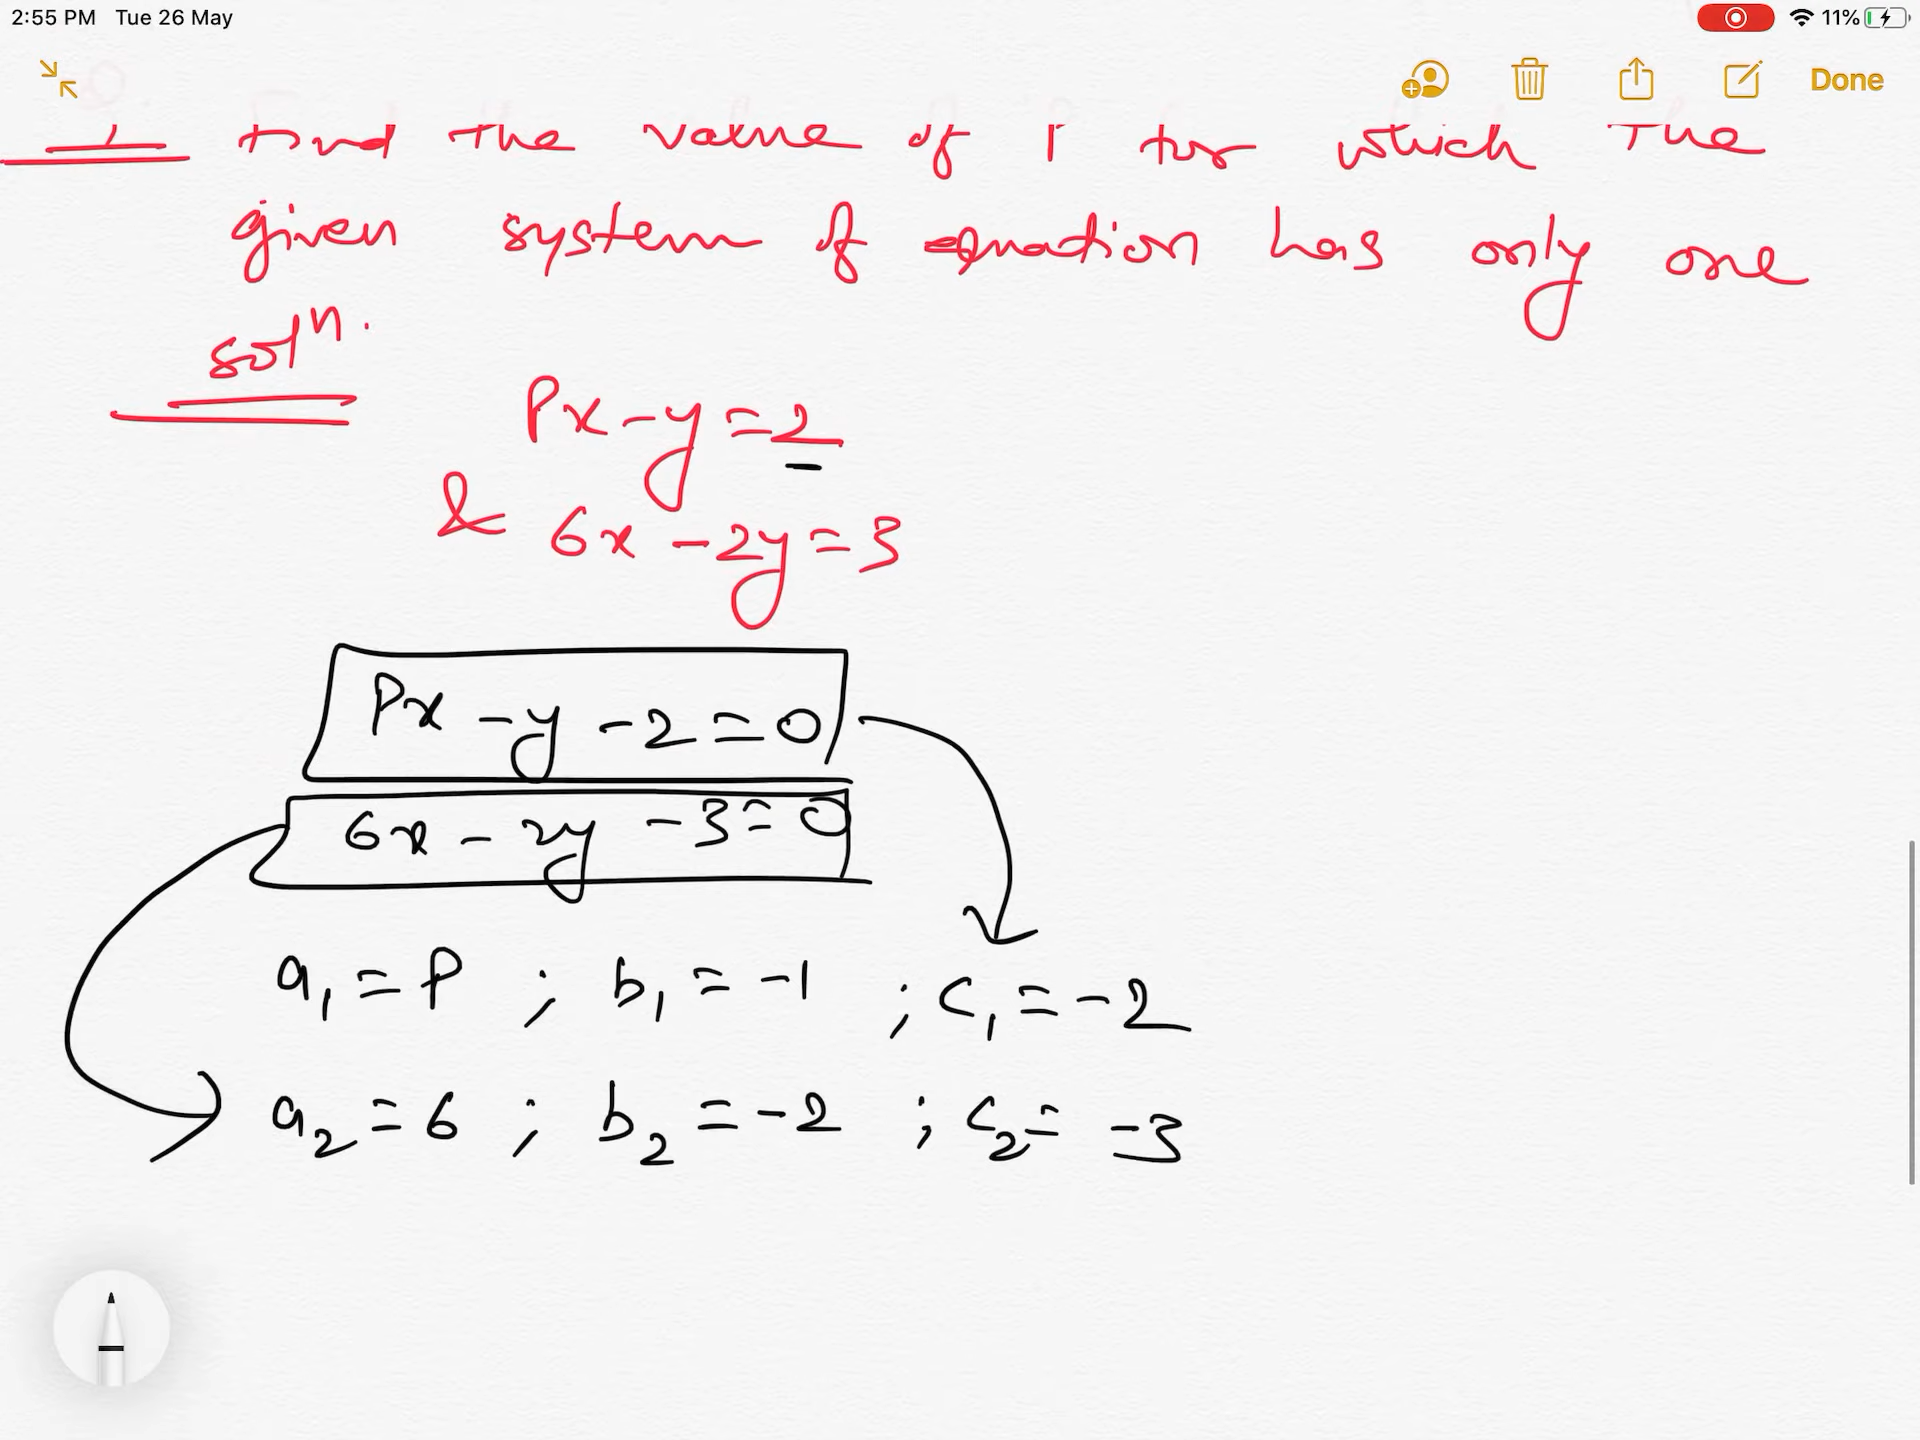 2:55 PM Tue 26 May 11%
Done
Find the value of P for which the
given system of equation has only one
solⁿ.
Px - y = 2
& 6x - 2y = 3
Px - y - 2 = 0
6x - 2y - 3 = 0
a₁ = P ; b₁ = -1 ; c₁ = -2
a₂ = 6 ; b₂ = -2 ; c₂ = -3